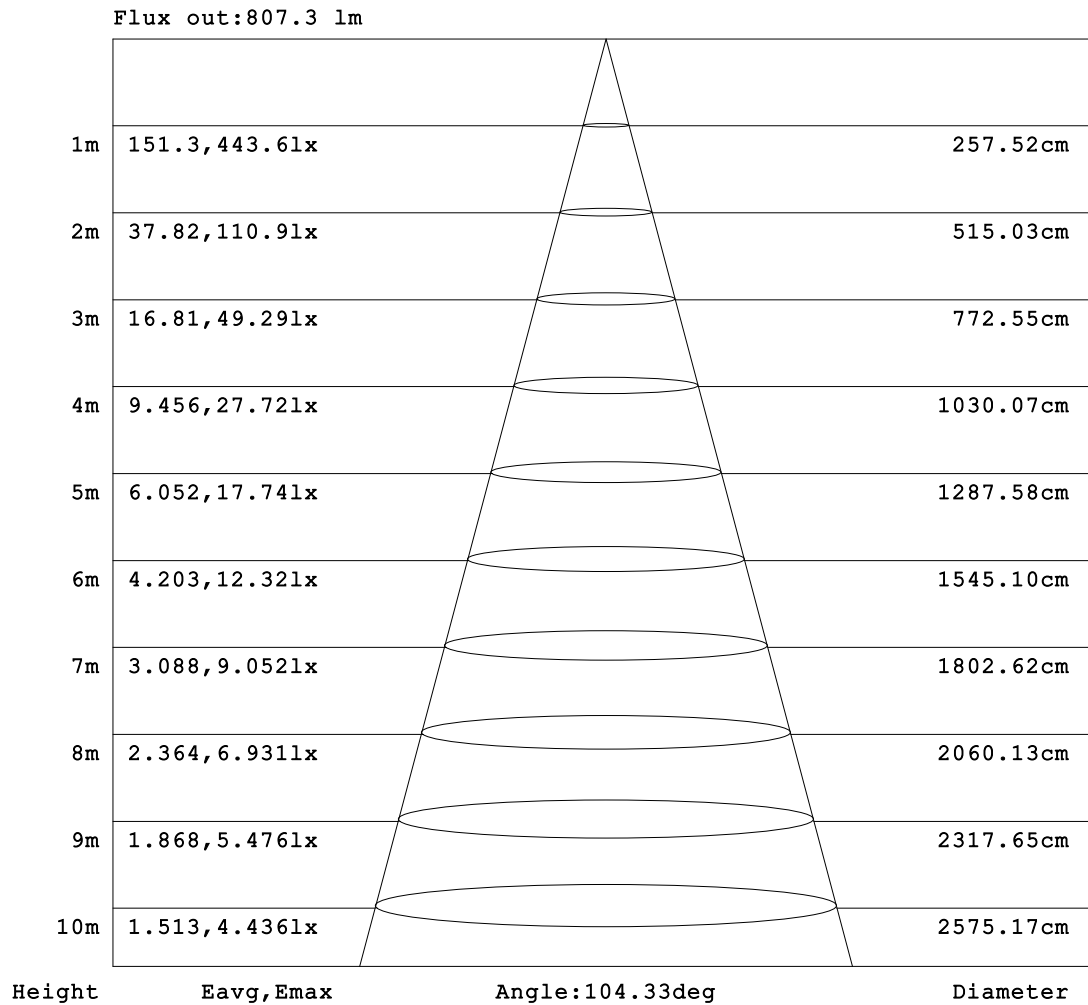 Flux out:807.3 lm
1m 151.3,443.6lx 257.52cm
2m 37.82,110.9lx 515.03cm
3m 16.81,49.29lx 772.55cm
4m 9.456,27.72lx 1030.07cm
5m 6.052,17.74lx 1287.58cm
6m 4.203,12.32lx 1545.10cm
7m 3.088,9.052lx 1802.62cm
8m 2.364,6.931lx 2060.13cm
9m 1.868,5.476lx 2317.65cm
10m 1.513,4.436lx 2575.17cm
Height Eavg,Emax Angle:104.33deg Diameter